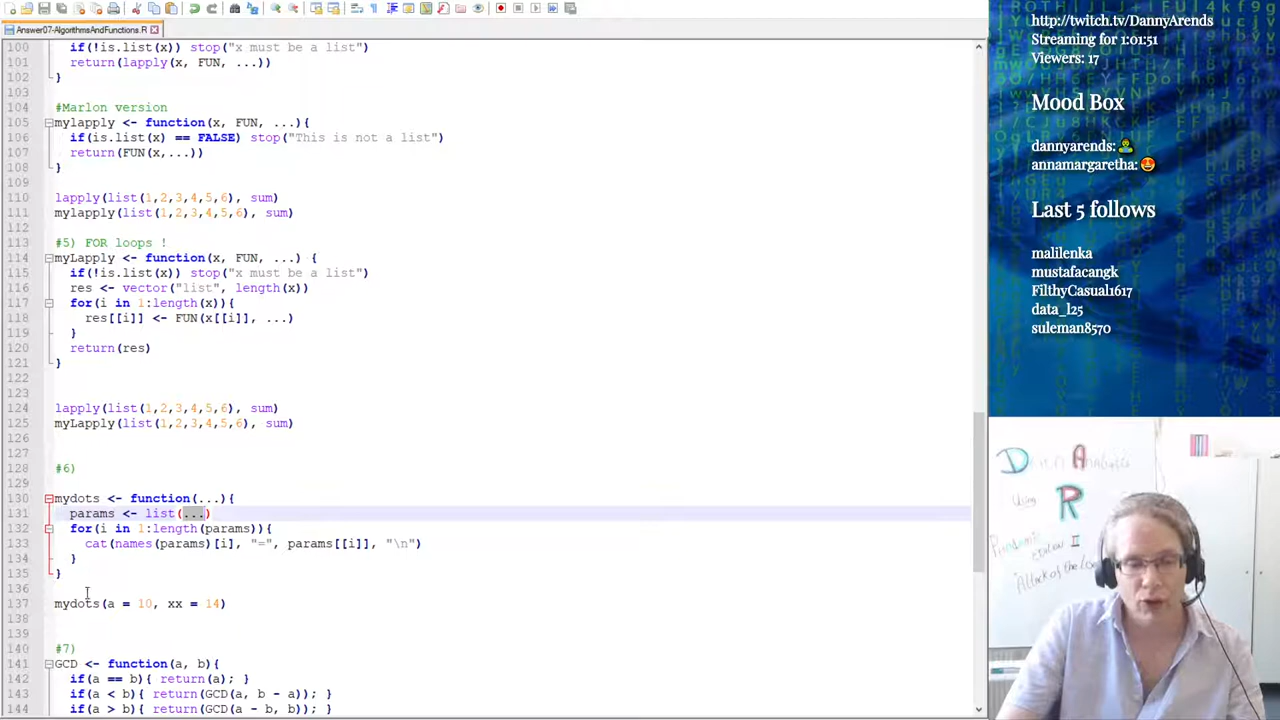 Answer07-AlgorithmsAndFunctions.R
100 if(!is.list(x)) stop("x must be a list")
101 return(lapply(x, FUN, ...))
102 }
103
104 #Marlon version
105 mylapply <- function(x, FUN, ...){
106 if(is.list(x) == FALSE) stop("This is not a list")
107 return(FUN(x,...))
108 }
109
110 lapply(list(1,2,3,4,5,6), sum)
111 mylapply(list(1,2,3,4,5,6), sum)
112
113 #5) FOR loops !
114 myLapply <- function(x, FUN, ...) {
115 if(!is.list(x)) stop("x must be a list")
116 res <- vector("list", length(x))
117 for(i in 1:length(x)){
118 res[[i]] <- FUN(x[[i]], ...)
119 }
120 return(res)
121 }
122
123
124 lapply(list(1,2,3,4,5,6), sum)
125 myLapply(list(1,2,3,4,5,6), sum)
126
127
128 #6)
129
130 mydots <- function(...){
131 params <- list(...)
132 for(i in 1:length(params)){
133 cat(names(params)[i], "=", params[[i]], "\n")
134 }
135 }
136
137 mydots(a = 10, xx = 14)
138
139
140 #7)
141 GCD <- function(a, b){
142 if(a == b){ return(a); }
143 if(a < b){ return(GCD(a, b - a)); }
144 if(a > b){ return(GCD(a - b, b)); }
http://twitch.tv/DannyArends
Streaming for 1:01:51
Viewers: 17
Mood Box
dannyarends:
annamargaretha:
Last 5 follows
malilenka
mustafacangk
FilthyCasual1617
data_l25
suleman8570
D A
Using
R